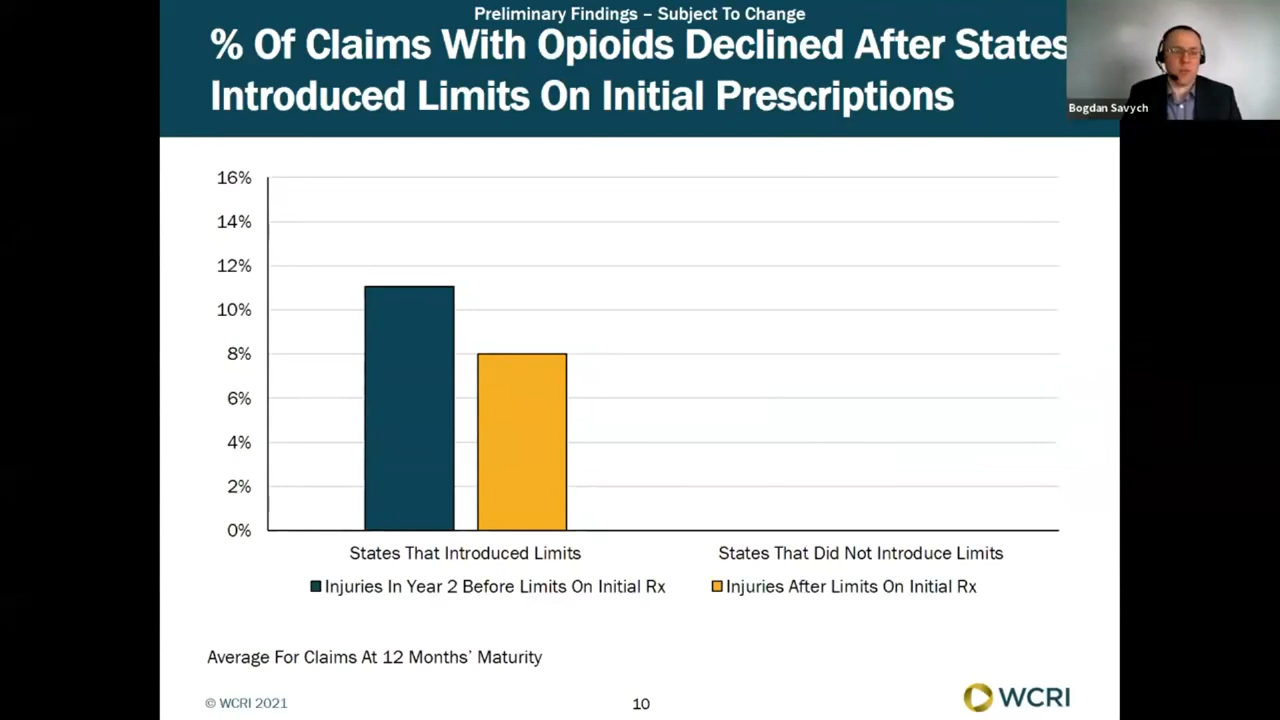 Preliminary Findings – Subject To Change
% Of Claims With Opioids Declined After States
Introduced Limits On Initial Prescriptions
Bogdan Savych
16%
14%
12%
10%
8%
6%
4%
2%
0%
States That Introduced Limits
States That Did Not Introduce Limits
Injuries In Year 2 Before Limits On Initial Rx
Injuries After Limits On Initial Rx
Average For Claims At 12 Months’ Maturity
© WCRI 2021
10
WCRI